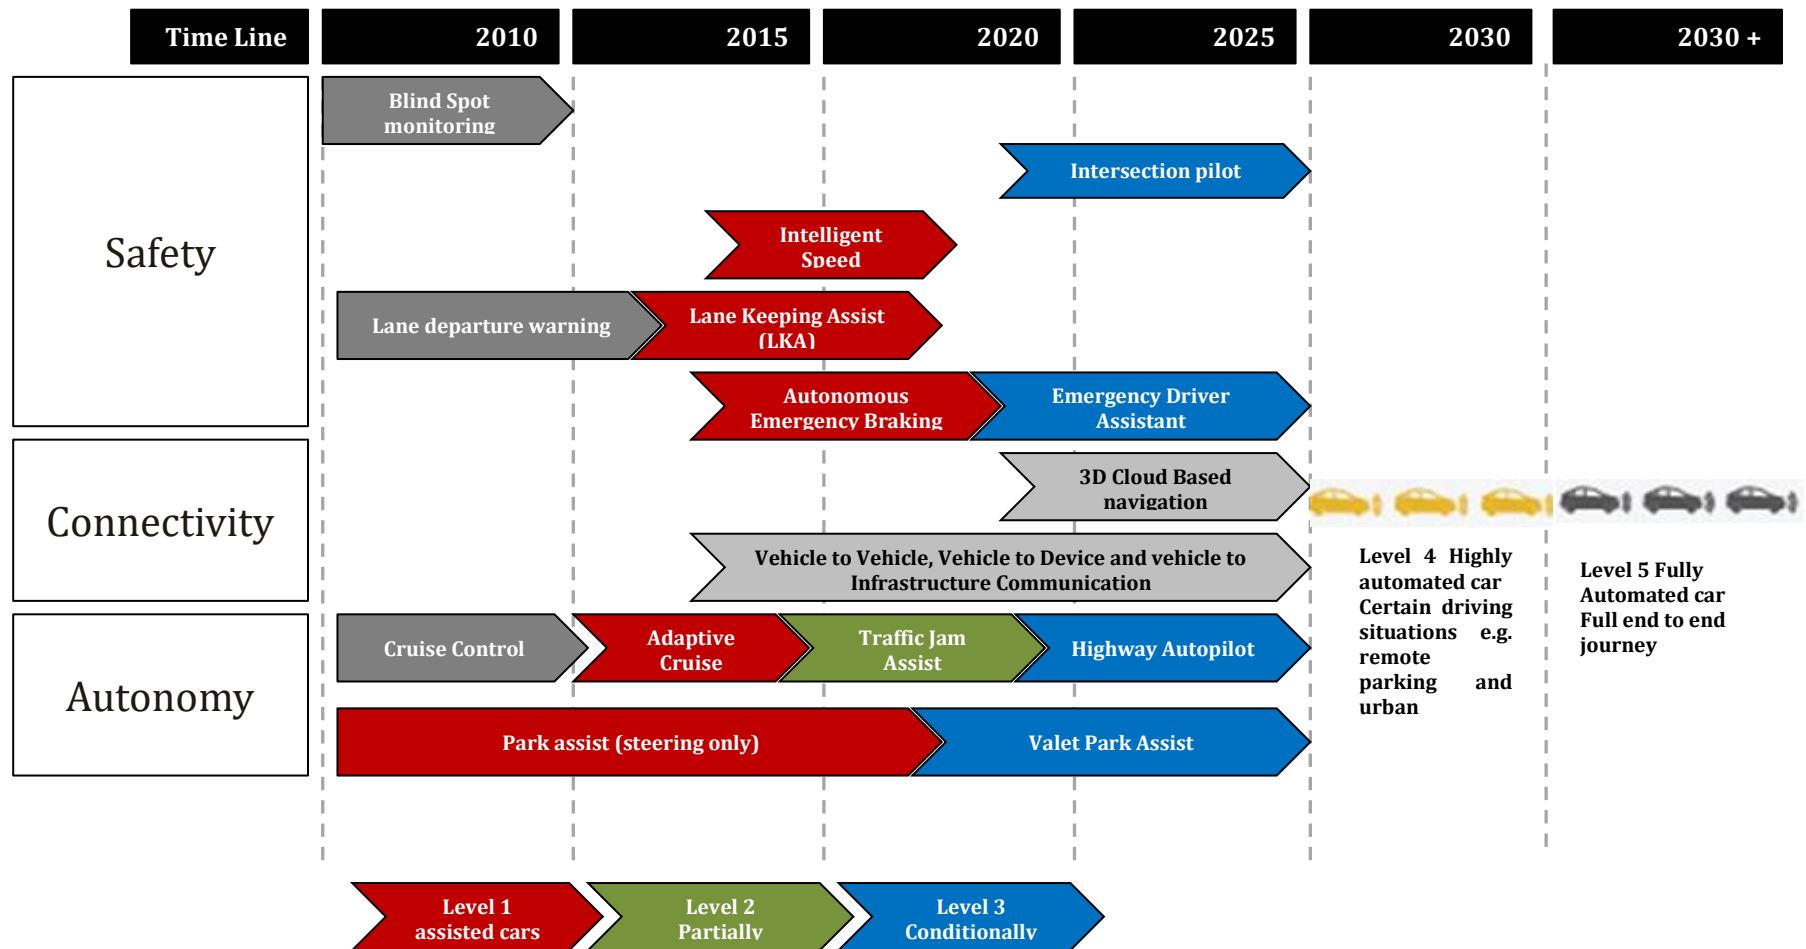 Time Line
2010
2015
2020
2025
2030
2030 +
Safety
Blind Spot
monitoring
Intersection pilot
Intelligent
Speed
Lane departure warning
Lane Keeping Assist
(LKA)
Autonomous
Emergency Braking
Emergency Driver
Assistant
Connectivity
3D Cloud Based
navigation
Vehicle to Vehicle, Vehicle to Device and vehicle to
Infrastructure Communication
Autonomy
Cruise Control
Adaptive
Cruise
Traffic Jam
Assist
Highway Autopilot
Park assist (steering only)
Valet Park Assist
Level 4 Highly
automated car
Certain driving
situations e.g.
remote
parking and
urban
Level 5 Fully
Automated car
Full end to end
journey
Level 1
assisted cars
Level 2
Partially
Level 3
Conditionally